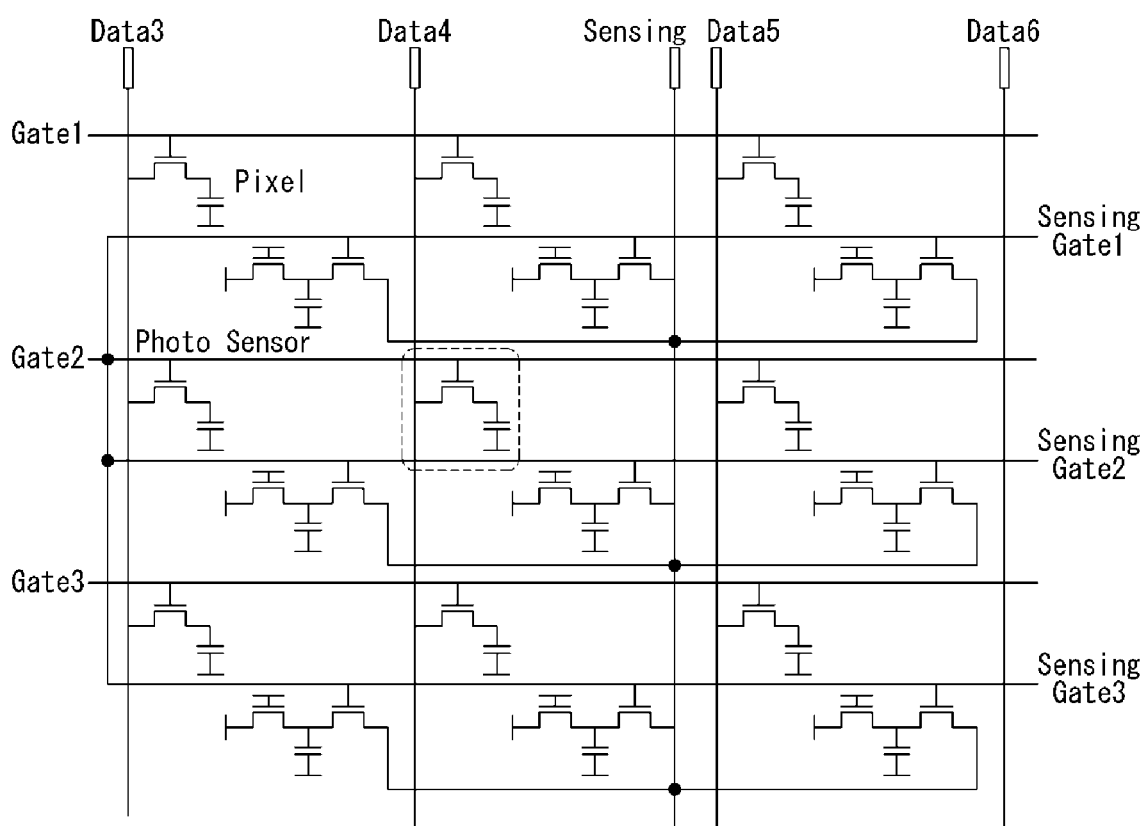 Data3
Data4
Sensing
Data5
Data6
Gate1
Pixel
Sensing
Gate1
Photo Sensor
Gate2
Sensing
Gate2
Gate3
Sensing
Gate3